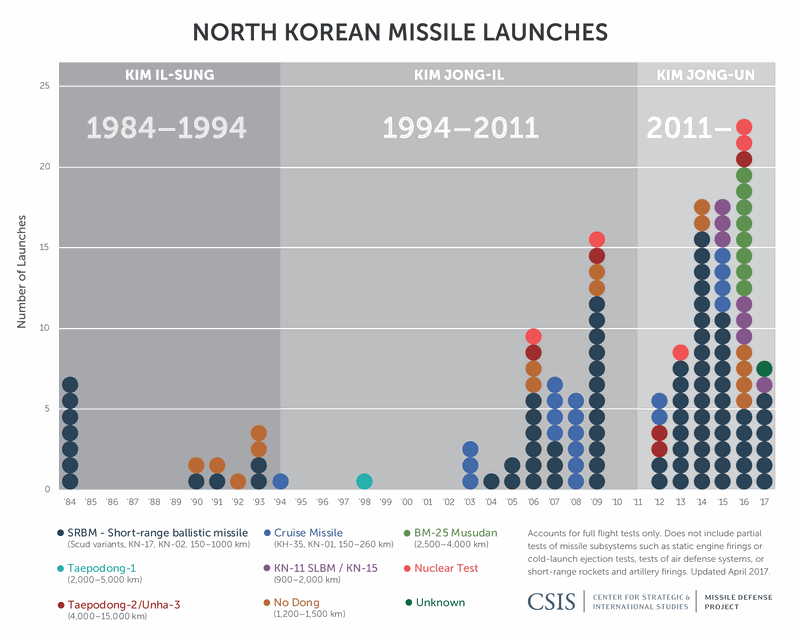 NORTH KOREAN MISSILE LAUNCHES
KIM IL-SUNG
KIM JONG-IL
KIM JONG-UN
1984–1994
1994–2011
2011–
Number of Launches
25
20
15
10
5
0
'84 '85 '86 '87 '88 '89 '90 '91 '92 '93 '94 '95 '96 '97 '98 '99 '00 '01 '02 '03 '04 '05 '06 '07 '08 '09 '10 '11 '12 '13 '14 '15 '16 '17
SRBM - Short-range ballistic missile
(Scud variants, KN-17, KN-02, 150–1000 km)
Taepodong-1
(2,000–5,000 km)
Taepodong-2/Unha-3
(4,000–15,000 km)
Cruise Missile
(KH-35, KN-01, 150–260 km)
KN-11 SLBM / KN-15
(900–2,000 km)
No Dong
(1,200–1,500 km)
BM-25 Musudan
(2,500–4,000 km)
Nuclear Test
Unknown
Accounts for full flight tests only. Does not include partial
tests of missile subsystems such as static engine firings or
cold-launch ejection tests, tests of air defense systems, or
short-range rockets and artillery firings. Updated April 2017.
CSIS
CENTER FOR STRATEGIC &
INTERNATIONAL STUDIES
MISSILE DEFENSE
PROJECT